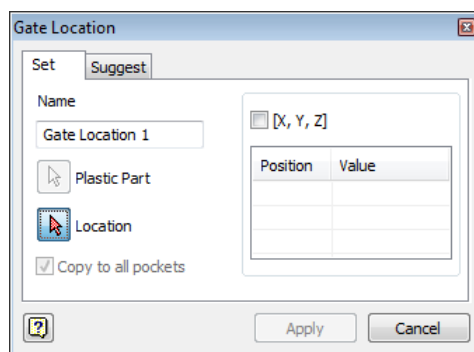 Gate Location
Set
Suggest
Name
Gate Location 1
Plastic Part
Location
Copy to all pockets
[X, Y, Z]
Position Value
?
Apply
Cancel